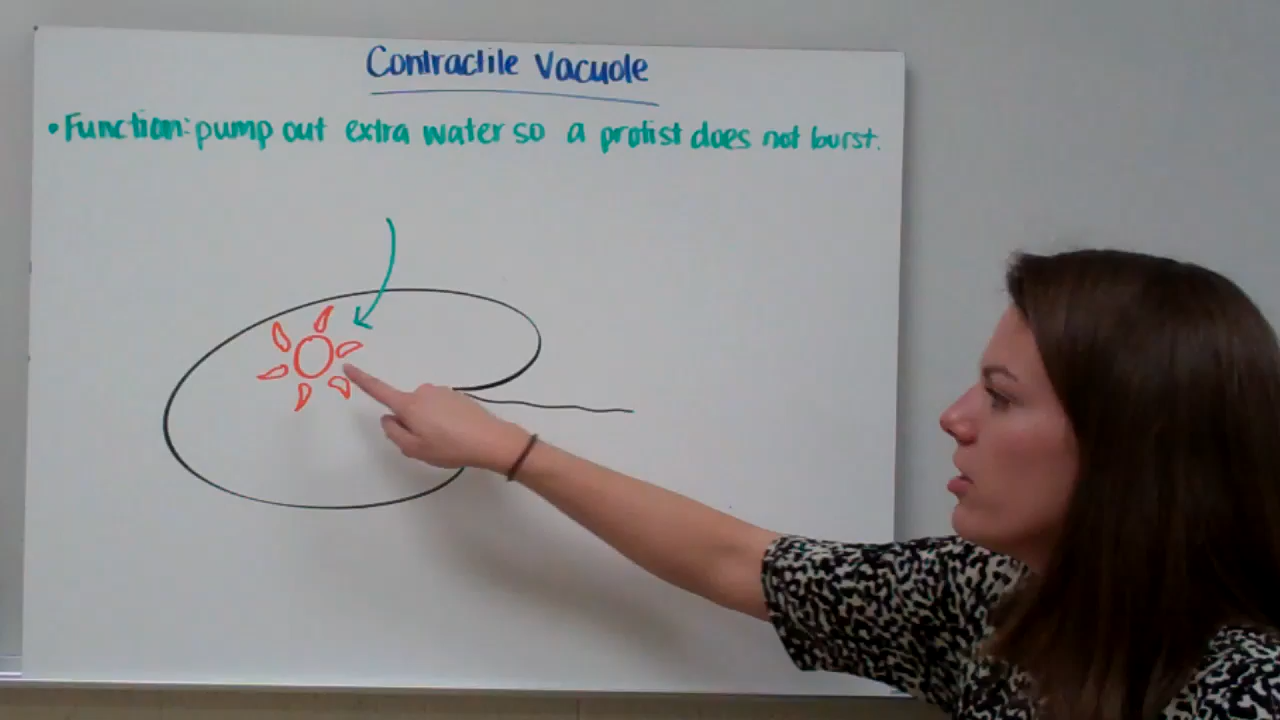 Contractile Vacuole
• Function: pump out extra water so a protist does not burst.